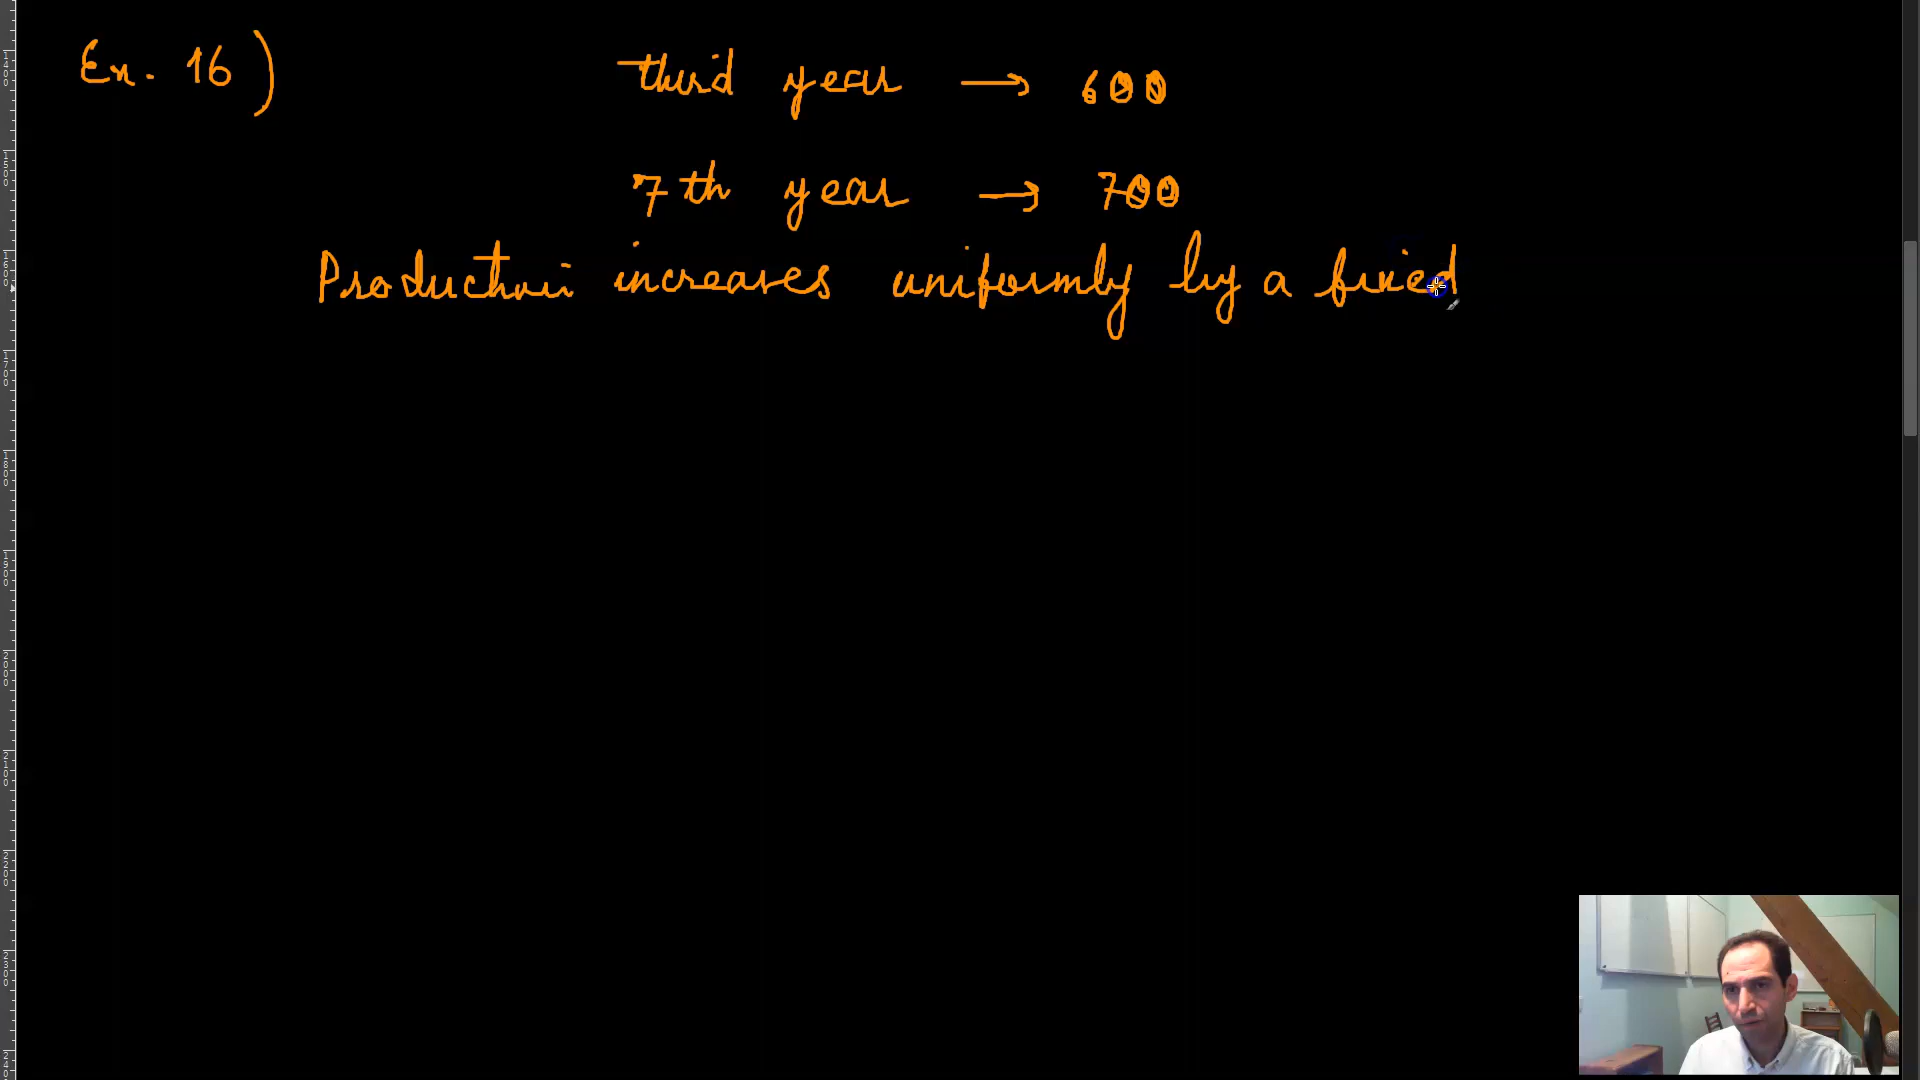 Ex. 16)
third year → 600
7th year → 700
Production increases uniformly by a fixed